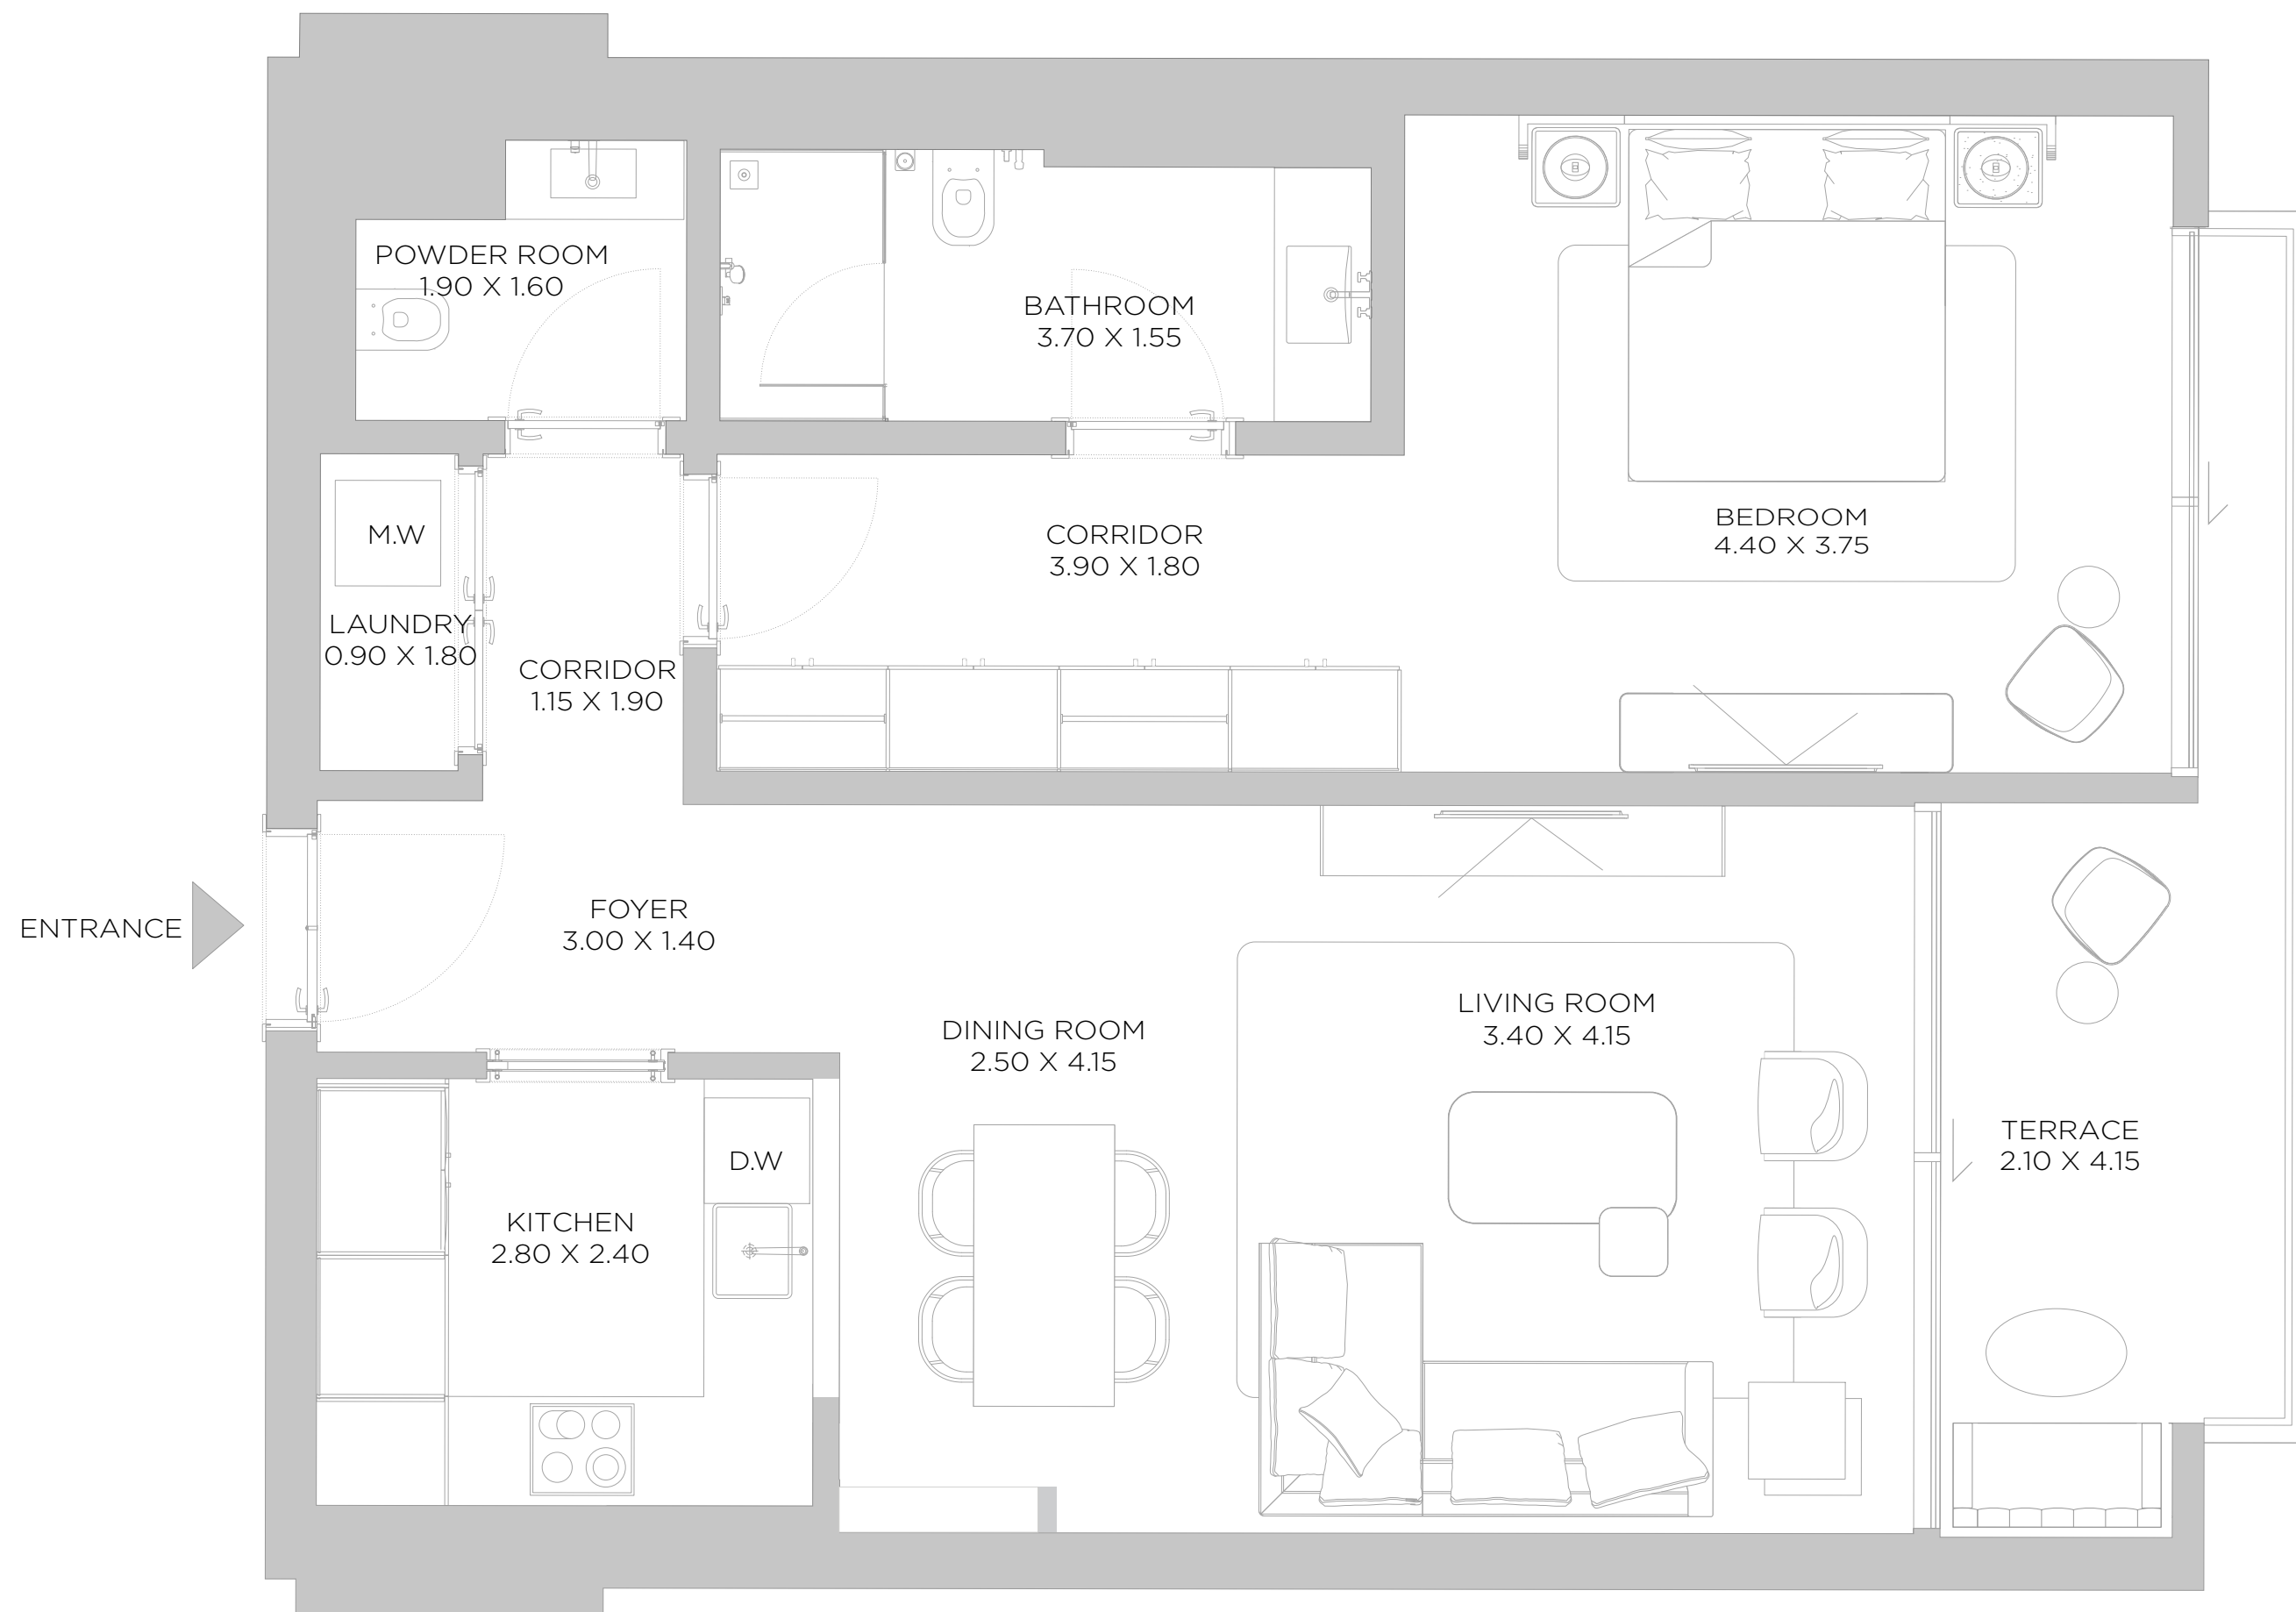 POWDER ROOM
1.90 X 1.60
BATHROOM
3.70 X 1.55
BEDROOM
4.40 X 3.75
M.W
LAUNDRY
0.90 X 1.80
CORRIDOR
1.15 X 1.90
CORRIDOR
3.90 X 1.80
ENTRANCE
FOYER
3.00 X 1.40
DINING ROOM
2.50 X 4.15
LIVING ROOM
3.40 X 4.15
TERRACE
2.10 X 4.15
D.W
KITCHEN
2.80 X 2.40